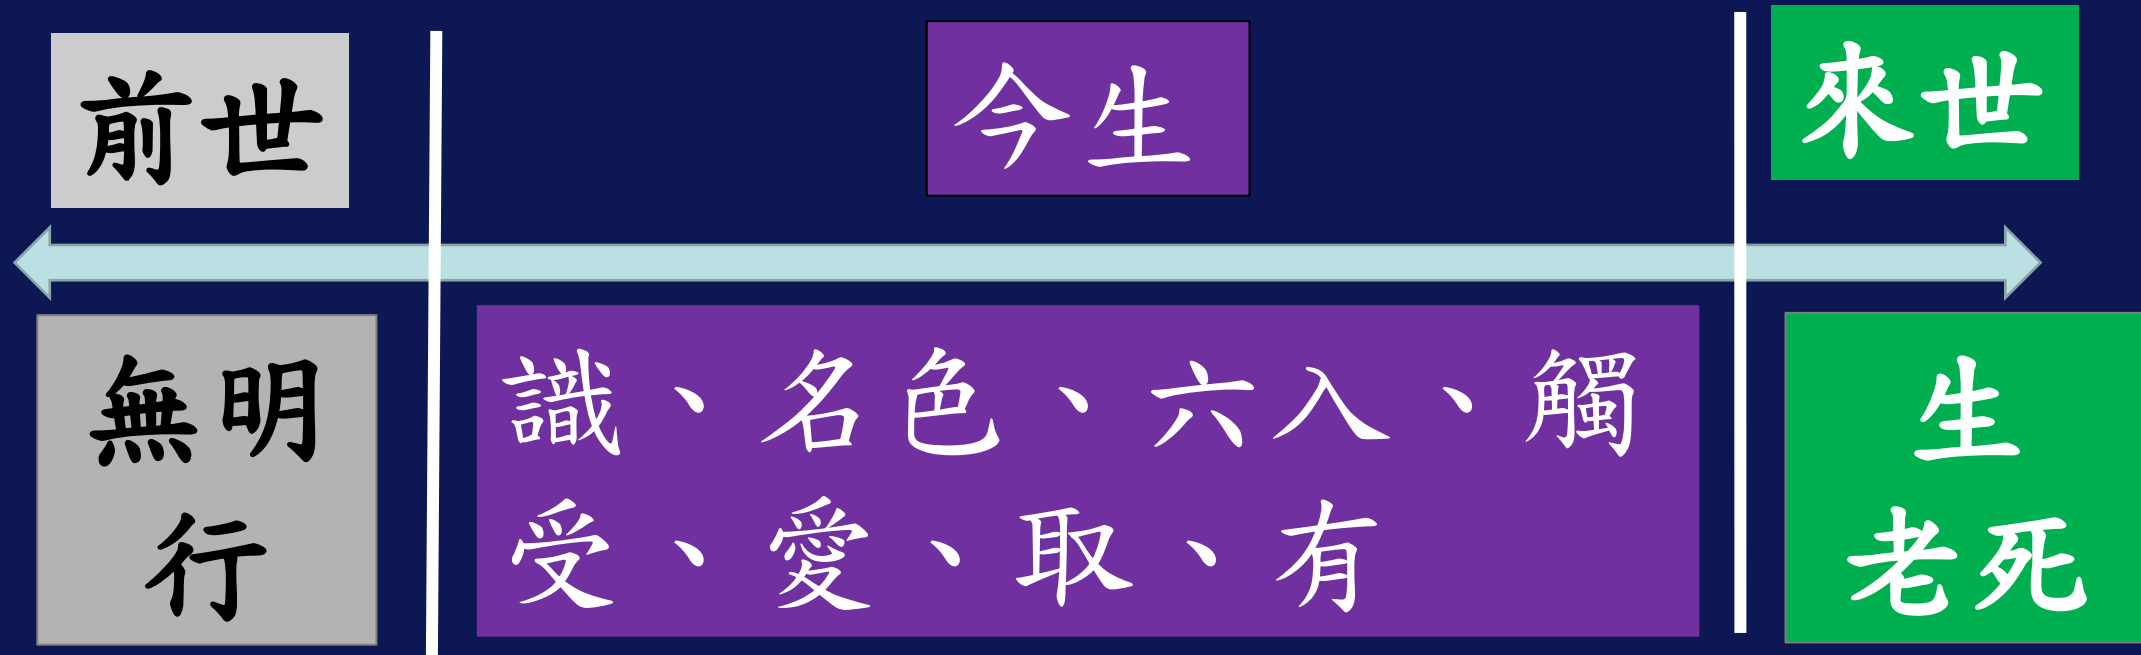 前世
今生
來世
無明
行
識、名色、六入、觸
受、愛、取、有
生
老死